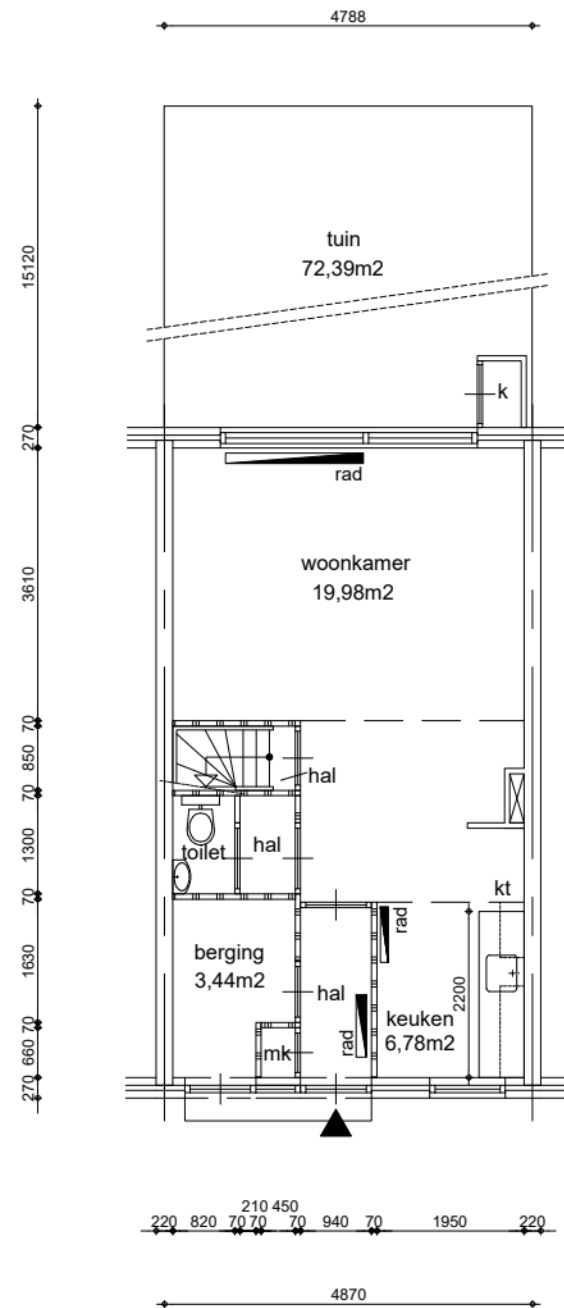 4788
tuin
72,39m2
15120
k
270
rad
woonkamer
19,98m2
3610
70
850
hal
70
toilet
hal
1300
kt
70
rad
berging
3,44m2
hal
1630
2200
keuken
6,78m2
70
mk
rad
660
270
210 450
220 820 70 70 70 940 70 1950 220
4870